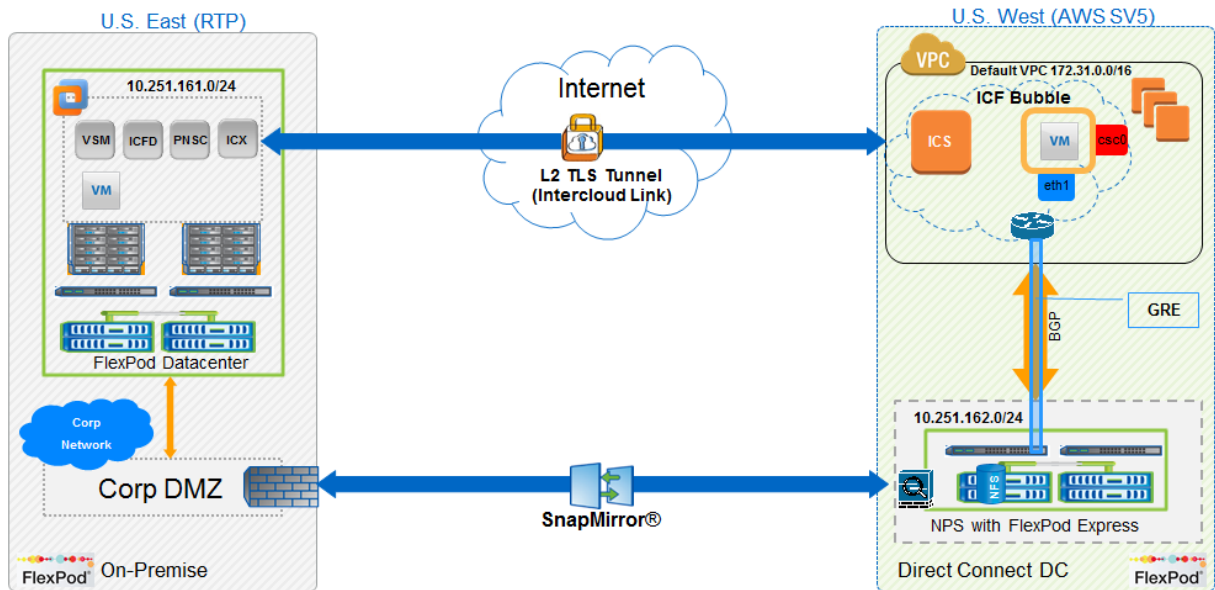 U.S. East (RTP)
10.251.161.0/24
VSM
ICFD
PNSC
ICX
VM
FlexPod Datacenter
Corp
Network
Corp DMZ
FlexPod®
On-Premise
Internet
L2 TLS Tunnel
(Intercloud Link)
SnapMirror®
U.S. West (AWS SV5)
VPC
Default VPC 172.31.0.0/16
ICF Bubble
ICS
VM
csc0
eth1
BGP
GRE
10.251.162.0/24
NFS
NPS with FlexPod Express
Direct Connect DC
FlexPod®